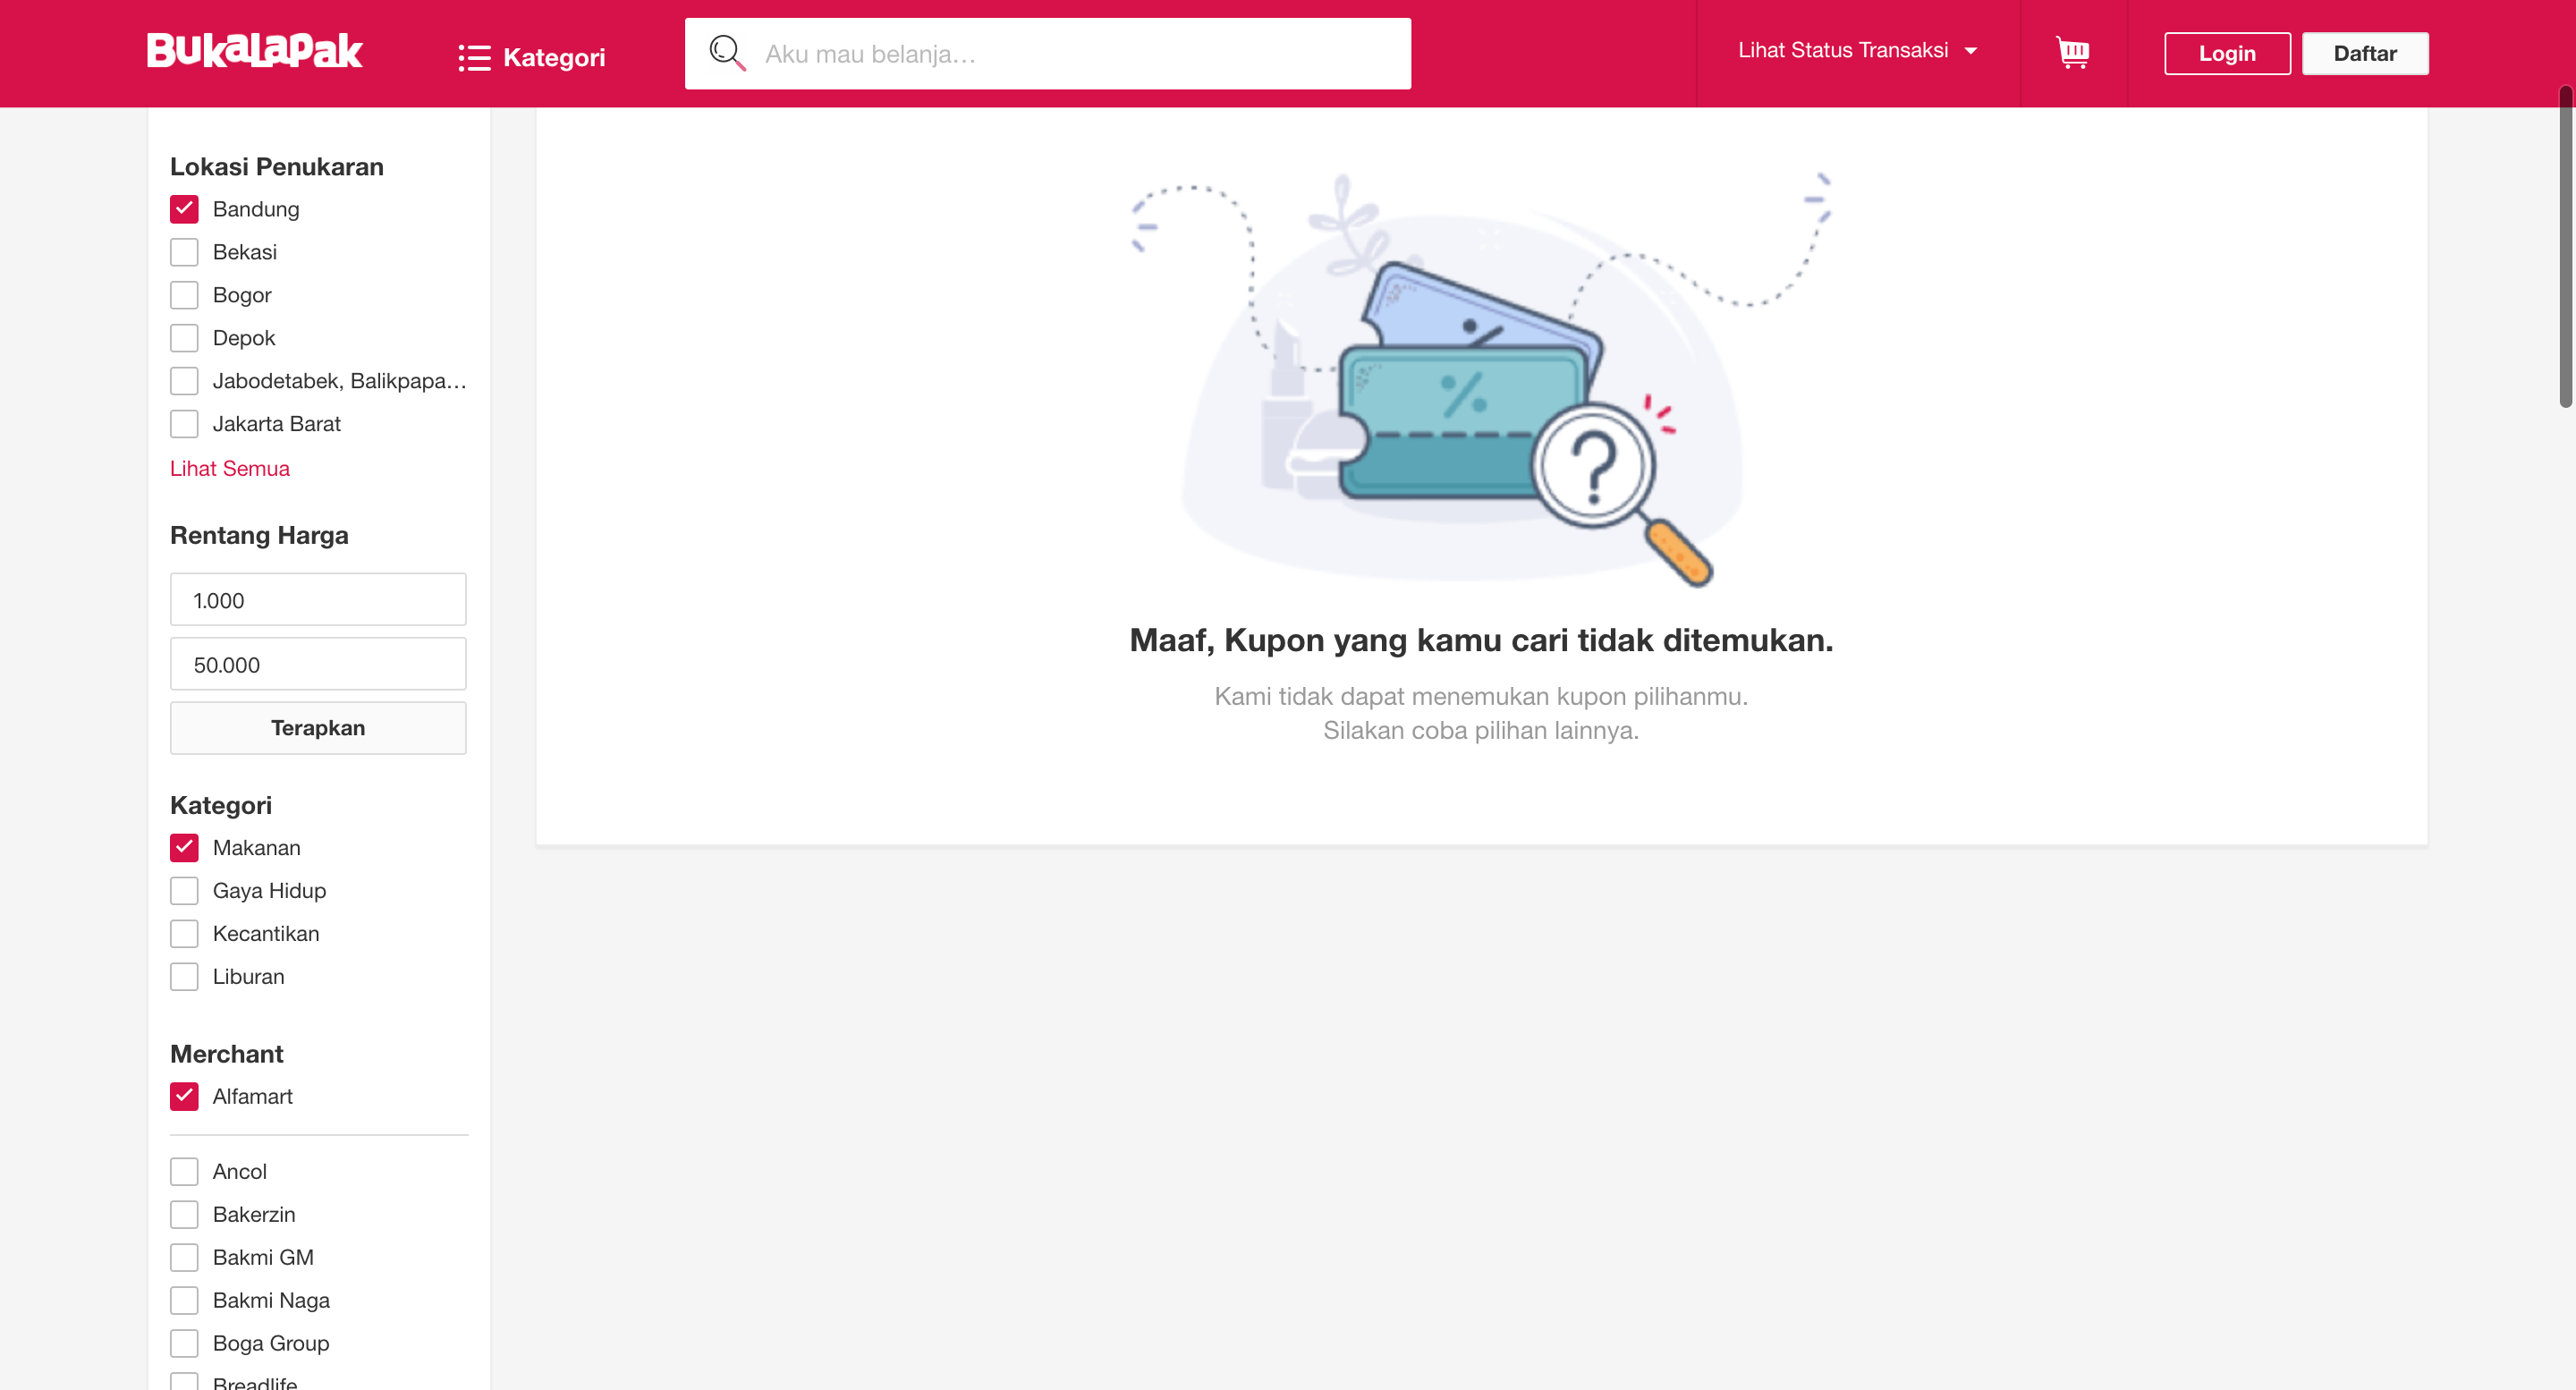 Bukalapak
Kategori
Aku mau belanja...
Lihat Status Transaksi
Login
Daftar
Lokasi Penukaran
Bandung
Bekasi
Bogor
Depok
Jabodetabek, Balikpapa...
Jakarta Barat
Lihat Semua
Rentang Harga
1.000
50.000
Terapkan
Kategori
Makanan
Gaya Hidup
Kecantikan
Liburan
Merchant
Alfamart
Ancol
Bakerzin
Bakmi GM
Bakmi Naga
Boga Group
Breadlife
%
%
?
Maaf, Kupon yang kamu cari tidak ditemukan.
Kami tidak dapat menemukan kupon pilihanmu.
Silakan coba pilihan lainnya.